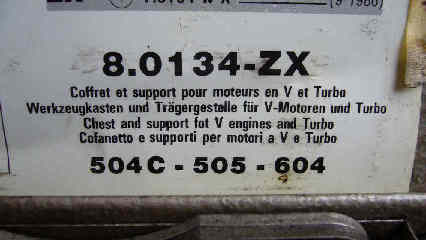 8.0134-ZX
Coffret et support pour moteurs en V et Turbo
Werkzeugkasten und Trägergestelle für V-Motoren und Turbo
Chest and support fot V engines and Turbo
Cofanetto e supporti per motori a V e Turbo
504C - 505 - 604